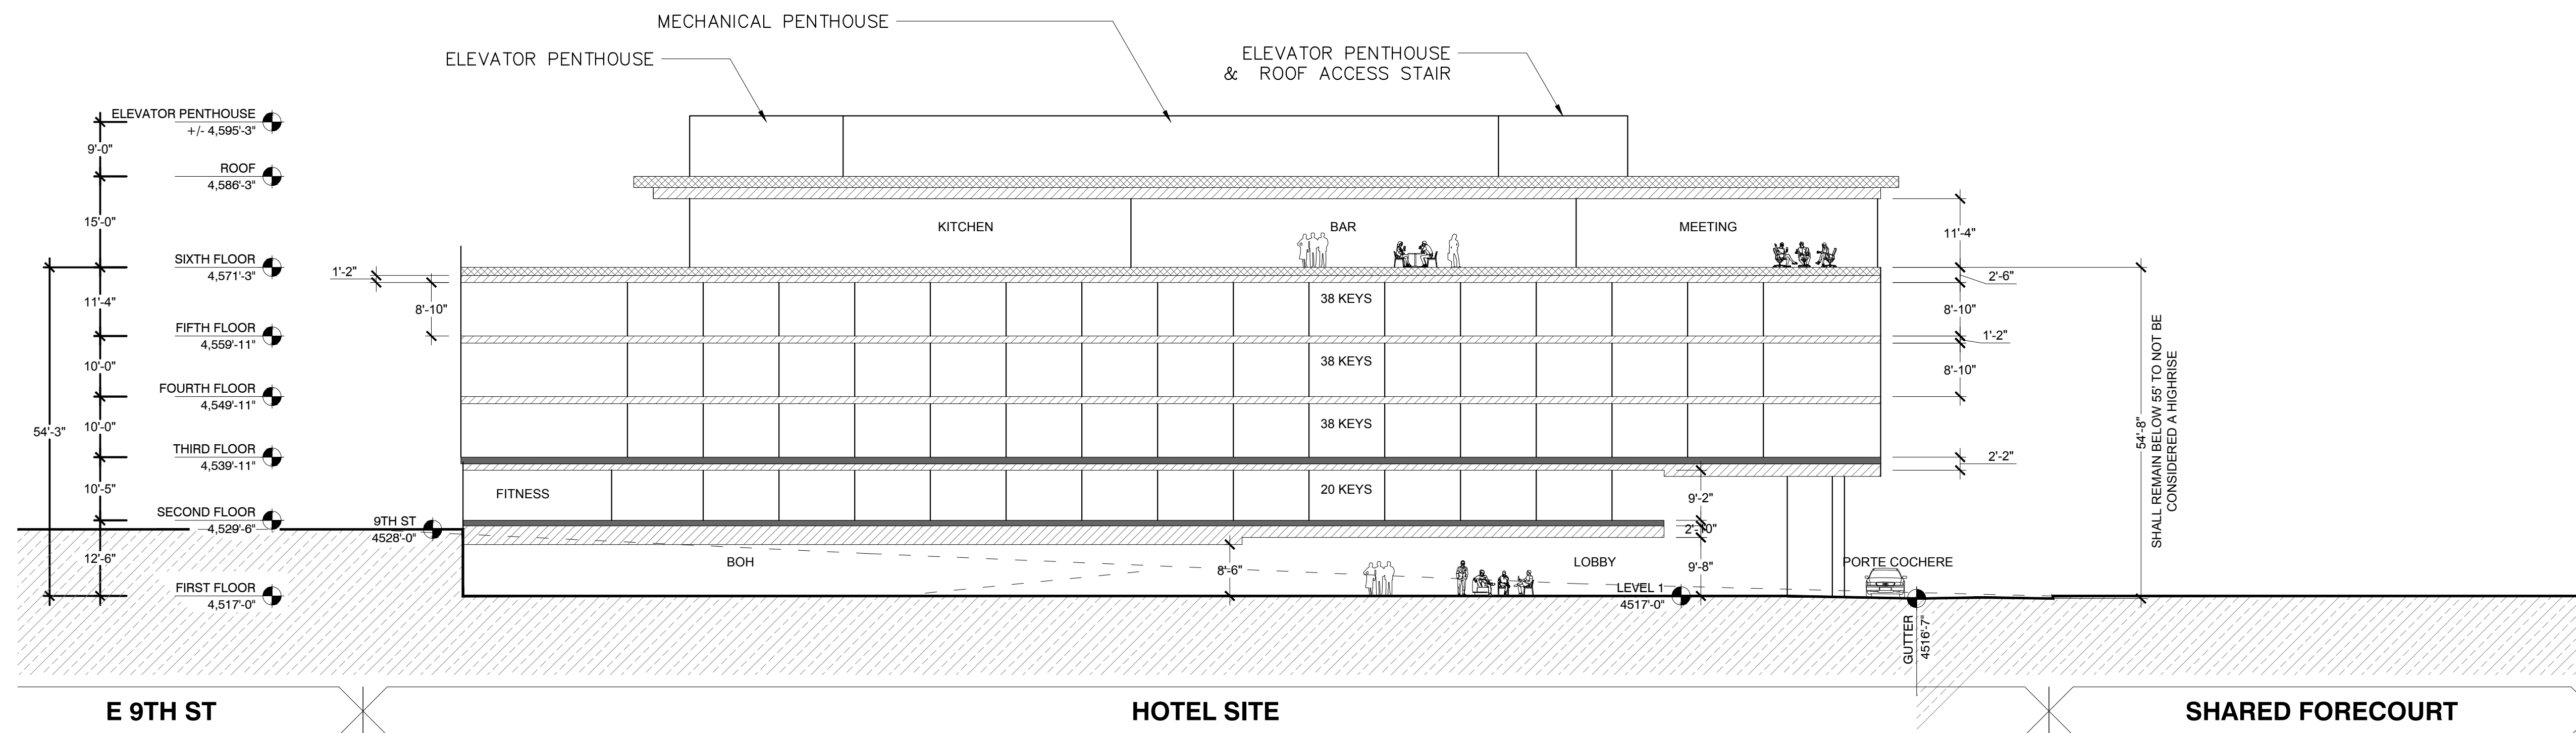 MECHANICAL PENTHOUSE
ELEVATOR PENTHOUSE
ELEVATOR PENTHOUSE
& ROOF ACCESS STAIR
ELEVATOR PENTHOUSE
+/- 4,595'-3"
9'-0"
ROOF
4,586'-3"
15'-0"
SIXTH FLOOR
4,571'-3"
11'-4"
FIFTH FLOOR
4,559'-11"
10'-0"
FOURTH FLOOR
4,549'-11"
10'-0"
54'-3"
THIRD FLOOR
4,539'-11"
10'-5"
SECOND FLOOR
4,529'-6"
12'-6"
FIRST FLOOR
4,517'-0"
1'-2"
8'-10"
9TH ST
4528'-0"
KITCHEN
BAR
MEETING
38 KEYS
38 KEYS
38 KEYS
FITNESS
20 KEYS
BOH
8'-6"
LOBBY
9'-2"
2'-10"
9'-8"
LEVEL 1
4517'-0"
PORTE COCHERE
GUTTER
4516'-7"
11'-4"
2'-6"
8'-10"
1'-2"
8'-10"
2'-2"
54'-8"
SHALL REMAIN BELOW 55' TO NOT BE
CONSIDERED A HIGHRISE
E 9TH ST
HOTEL SITE
SHARED FORECOURT